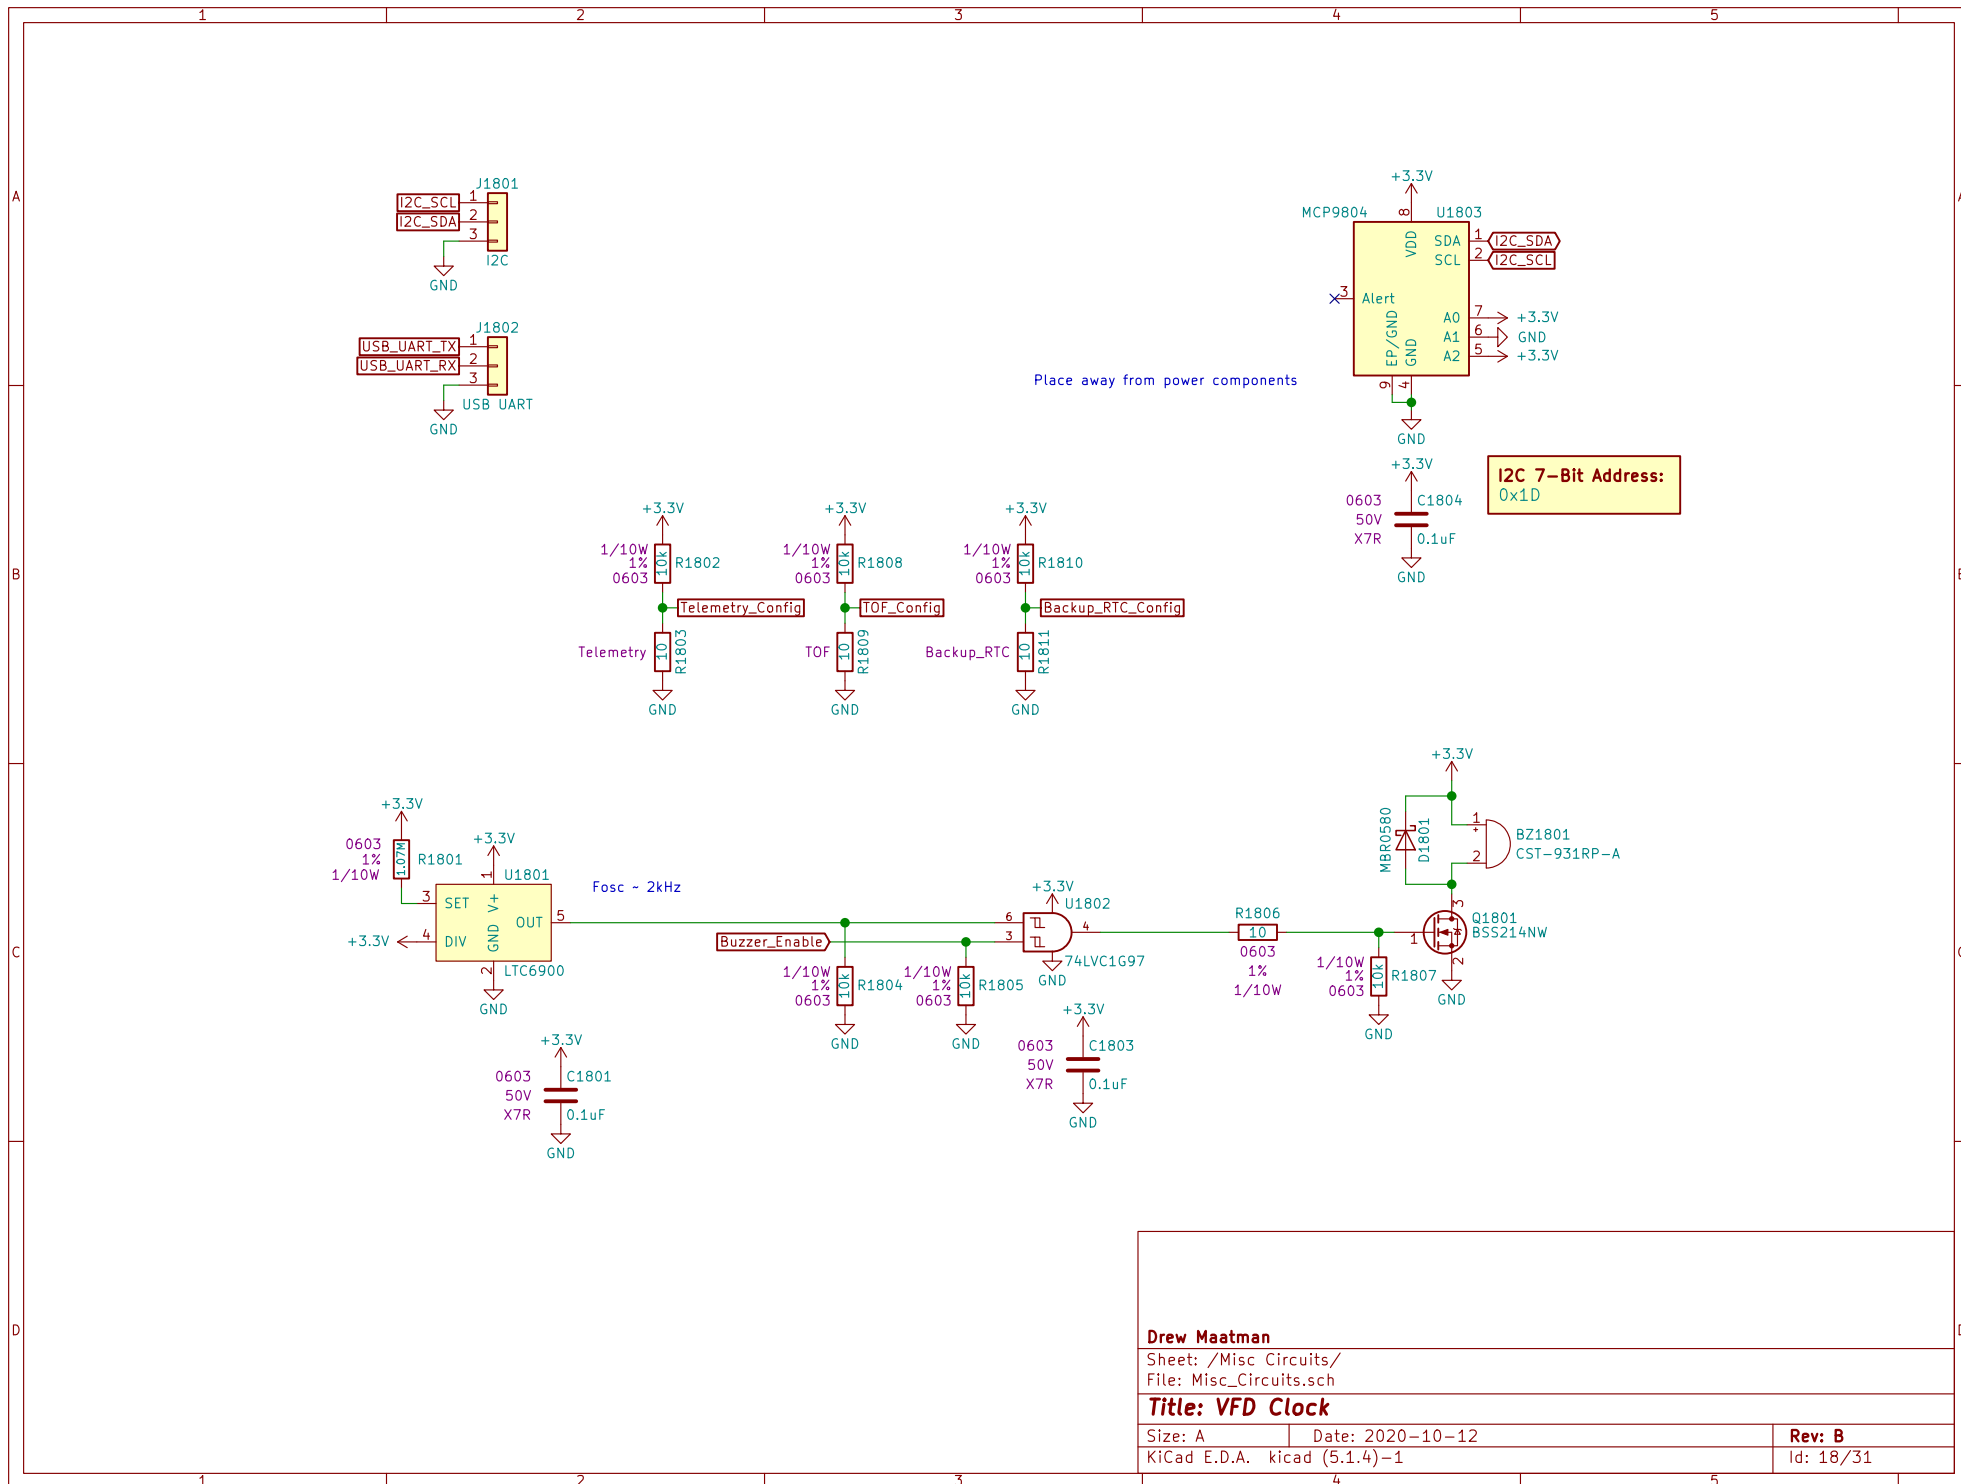 1 2 3 4 5
A
B
C
D
J1801
I2C_SCL 1
I2C_SDA 2
3
I2C
GND
J1802
USB_UART_TX 1
USB_UART_RX 2
3
USB UART
GND
+3.3V
MCP9804 8 U1803
VDD
SDA 1 I2C_SDA
SCL 2 I2C_SCL
3 Alert
A0 7 +3.3V
A1 6 GND
A2 5 +3.3V
EP/GND
GND
9 4
GND
Place away from power components
I2C 7-Bit Address:
0x1D
+3.3V
0603 C1804
50V
X7R 0.1uF
GND
+3.3V
1/10W
1% 10k R1802
0603
Telemetry_Config
Telemetry 10 R1803
GND
+3.3V
1/10W
1% 10k R1808
0603
TOF_Config
TOF 10 R1809
GND
+3.3V
1/10W
1% 10k R1810
0603
Backup_RTC_Config
Backup_RTC 10 R1811
GND
+3.3V
0603
1% 1.07M R1801
1/10W
+3.3V
1 U1801
3 SET V+
OUT 5
+3.3V 4 DIV GND
2 LTC6900
GND
Fosc ~ 2kHz
+3.3V
0603 C1801
50V
X7R 0.1uF
GND
Buzzer_Enable
1/10W
1% 10k R1804
0603
GND
1/10W
1% 10k R1805
0603
GND
+3.3V
U1802
6
3
4
74LVC1G97
GND
+3.3V
0603 C1803
50V
X7R 0.1uF
GND
R1806
10
0603
1%
1/10W
1/10W
1% 10k R1807
0603
GND
+3.3V
MBR0580
D1801
1
+
2
BZ1801
CST-931RP-A
3
Q1801
BSS214NW
1
2
GND
Drew Maatman
Sheet: /Misc Circuits/
File: Misc_Circuits.sch
Title: VFD Clock
Size: A Date: 2020-10-12 Rev: B
KiCad E.D.A. kicad (5.1.4)-1 Id: 18/31
1 2 3 4 5